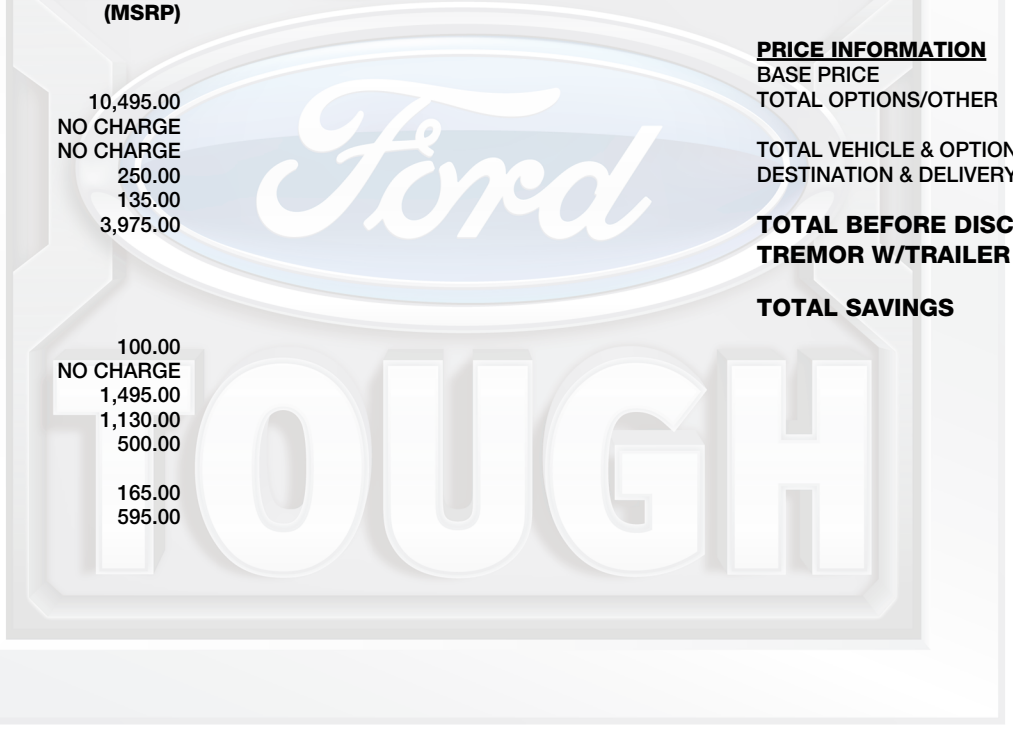 (MSRP)
10,495.00
NO CHARGE
NO CHARGE
250.00
135.00
3,975.00
100.00
NO CHARGE
1,495.00
1,130.00
500.00
165.00
595.00
PRICE INFORMATION
BASE PRICE
TOTAL OPTIONS/OTHER
TOTAL VEHICLE & OPTION
DESTINATION & DELIVERY
TOTAL BEFORE DISC
TREMOR W/TRAILER
TOTAL SAVINGS
Ford
TOUGH